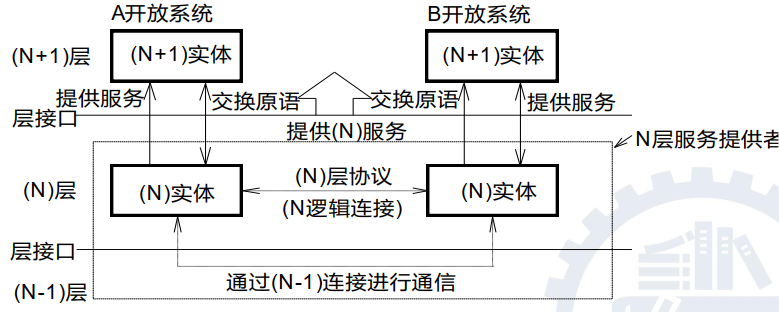 A开放系统
B开放系统
(N+1)层
(N+1)实体
(N+1)实体
提供服务
交换原语
交换原语
提供服务
层接口
提供(N)服务
N层服务提供者
(N)层
(N)实体
(N)层协议
(N逻辑连接)
(N)实体
层接口
通过(N-1)连接进行通信
(N-1)层